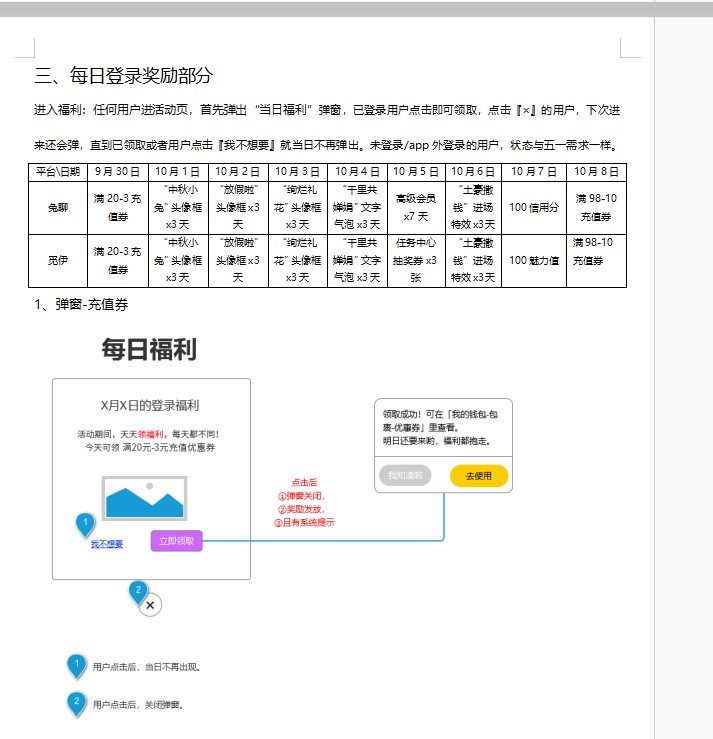 三、每日登录奖励部分
进入福利：任何用户进活动页，首先弹出“当日福利”弹窗，已登录用户点击即可领取，点击『×』的用户，下次进
来还会弹，直到已领取或者用户点击『我不想要』就当日不再弹出。未登录/app 外登录的用户，状态与五一需求一样。
平台\日期 9月30日 10月1日 10月2日 10月3日 10月4日 10月5日 10月6日 10月7日 10月8日
兔聊 满 20-3 充值券 “中秋小兔”头像框 x3 天 “放假啦”头像框 x3 天 “绚烂礼花”头像框 x3 天 “千里共婵娟”文字气泡 x3 天 高级会员 x7 天 “土豪撒钱”进场特效 x3 天 100 信用分 满 98-10 充值券
觅伊 满 20-3 充值券 “中秋小兔”头像框 x3 天 “放假啦”头像框 x3 天 “绚烂礼花”头像框 x3 天 “千里共婵娟”文字气泡 x3 天 任务中心抽奖券 x3 张 “土豪撒钱”进场特效 x3 天 100 魅力值 满 98-10 充值券
1、弹窗-充值券
每日福利
X月X日的登录福利
活动期间，天天领福利，每天都不同！
今天可领 满20元-3元充值优惠券
1
我不想要
立即领取
2
×
点击后
①弹窗关闭，
②奖励发放，
③且有系统提示
领取成功！可在「我的钱包-包
裹-优惠券」里查看。
明日还要来哟，福利都抱走。
我知道啦
去使用
1 用户点击后，当日不再出现。
2 用户点击后，关闭弹窗。